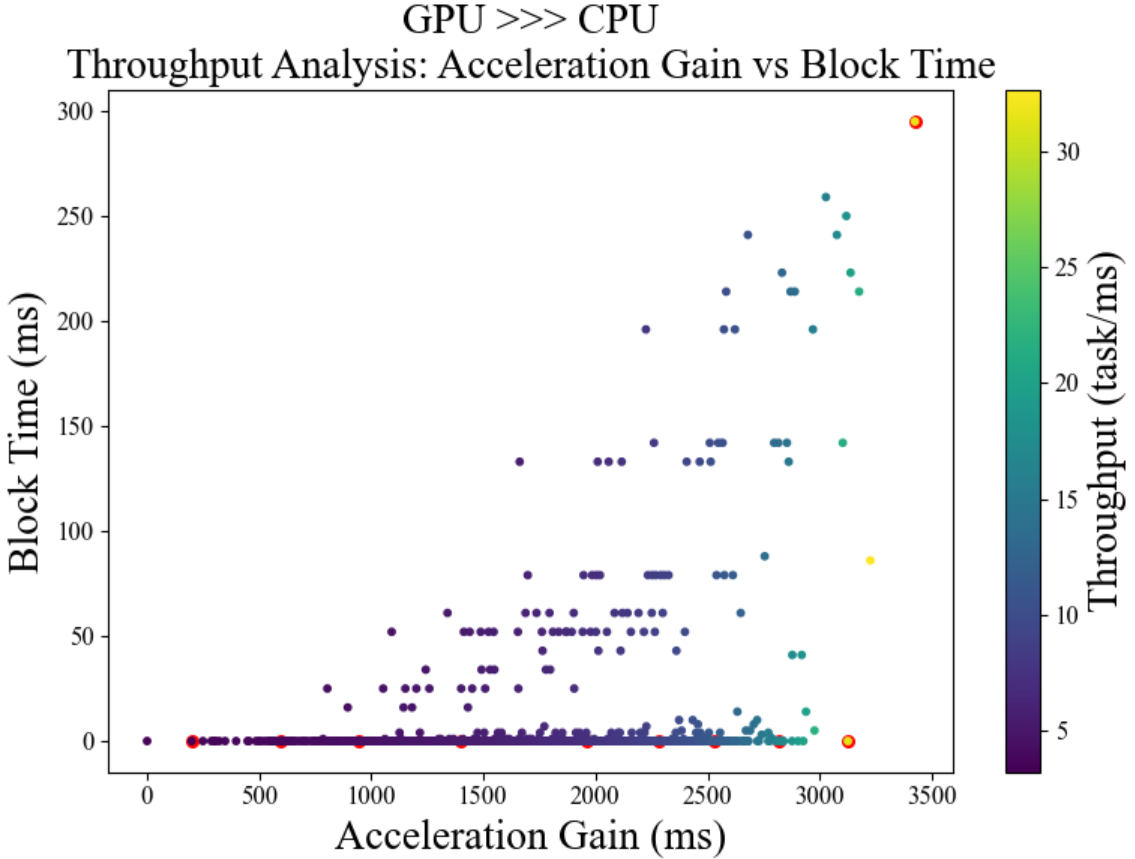 GPU >>> CPU
Throughput Analysis: Acceleration Gain vs Block Time
300
250
200
150
100
50
0
Block Time (ms)
0 500 1000 1500 2000 2500 3000 3500
Acceleration Gain (ms)
30
25
20
15
10
5
Throughput (task/ms)